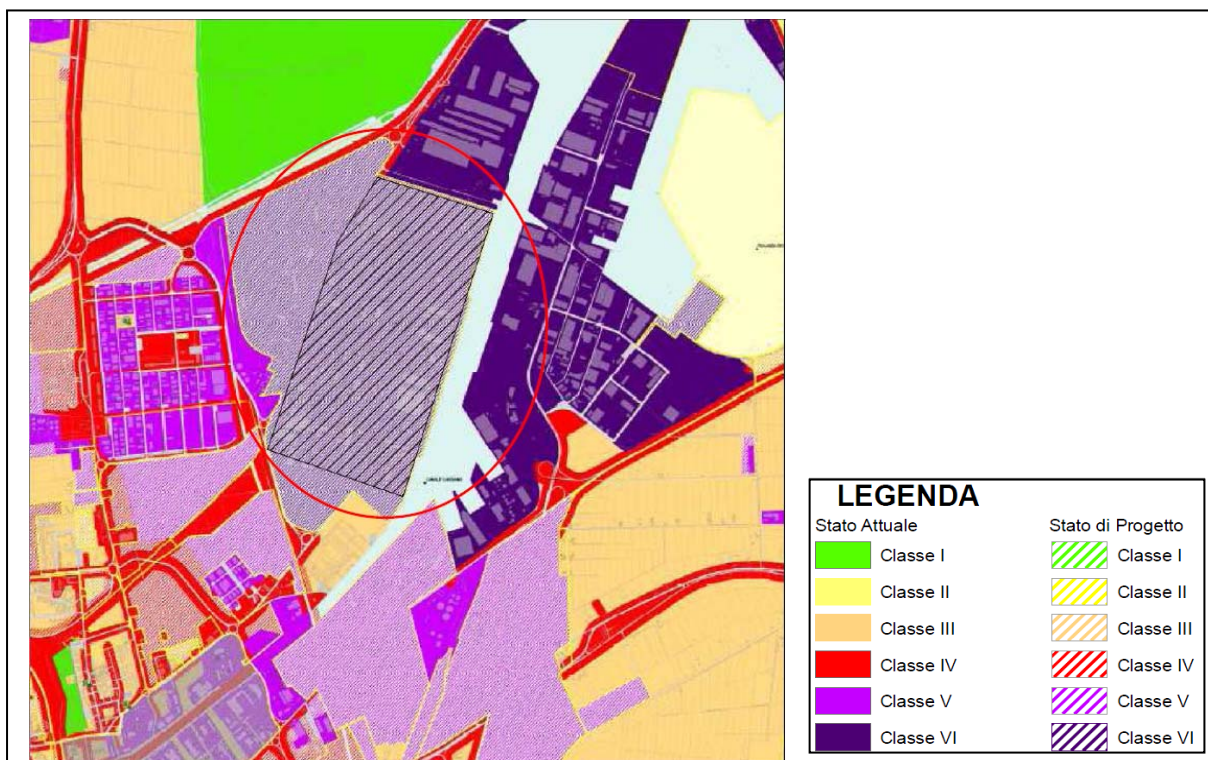 LEGENDA
Stato Attuale Stato di Progetto
Classe I Classe I
Classe II Classe II
Classe III Classe III
Classe IV Classe IV
Classe V Classe V
Classe VI Classe VI